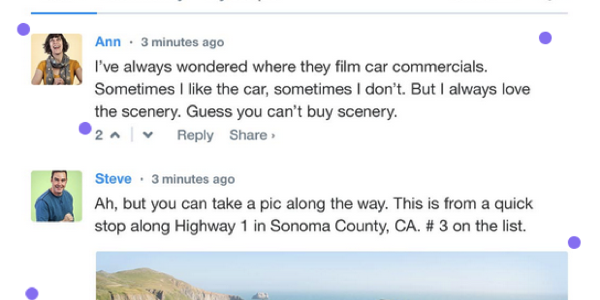 Ann · 3 minutes ago
I've always wondered where they film car commercials.
Sometimes I like the car, sometimes I don't. But I always love
the scenery. Guess you can't buy scenery.
2 Reply Share ›
Steve · 3 minutes ago
Ah, but you can take a pic along the way. This is from a quick
stop along Highway 1 in Sonoma County, CA. # 3 on the list.